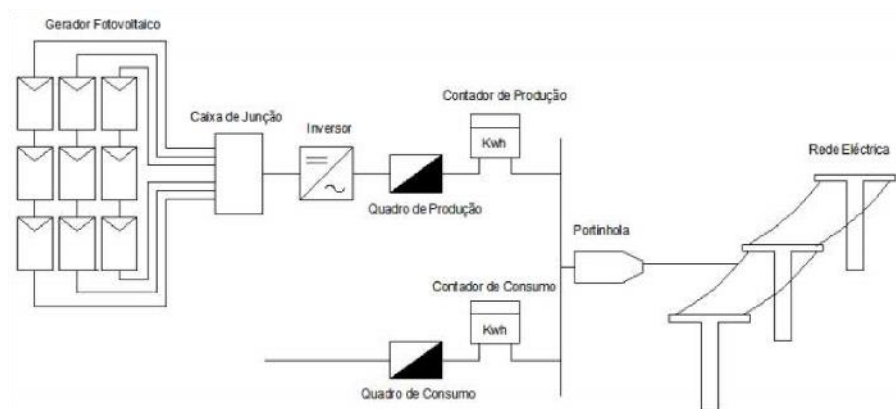 Gerador Fotovoltaico
Caixa de Junção
Inversor
Contador de Produção
Kwh
Quadro de Produção
Rede Eléctrica
Portinhola
Contador de Consumo
Kwh
Quadro de Consumo